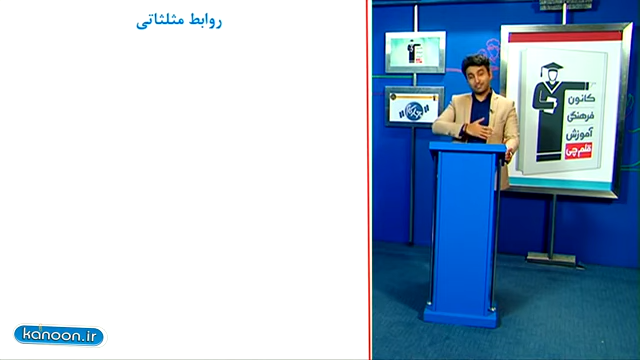 روابط مثلثاتی
کانون
فرهنگی
آموزش
قلم‌چی
kanoon.ir